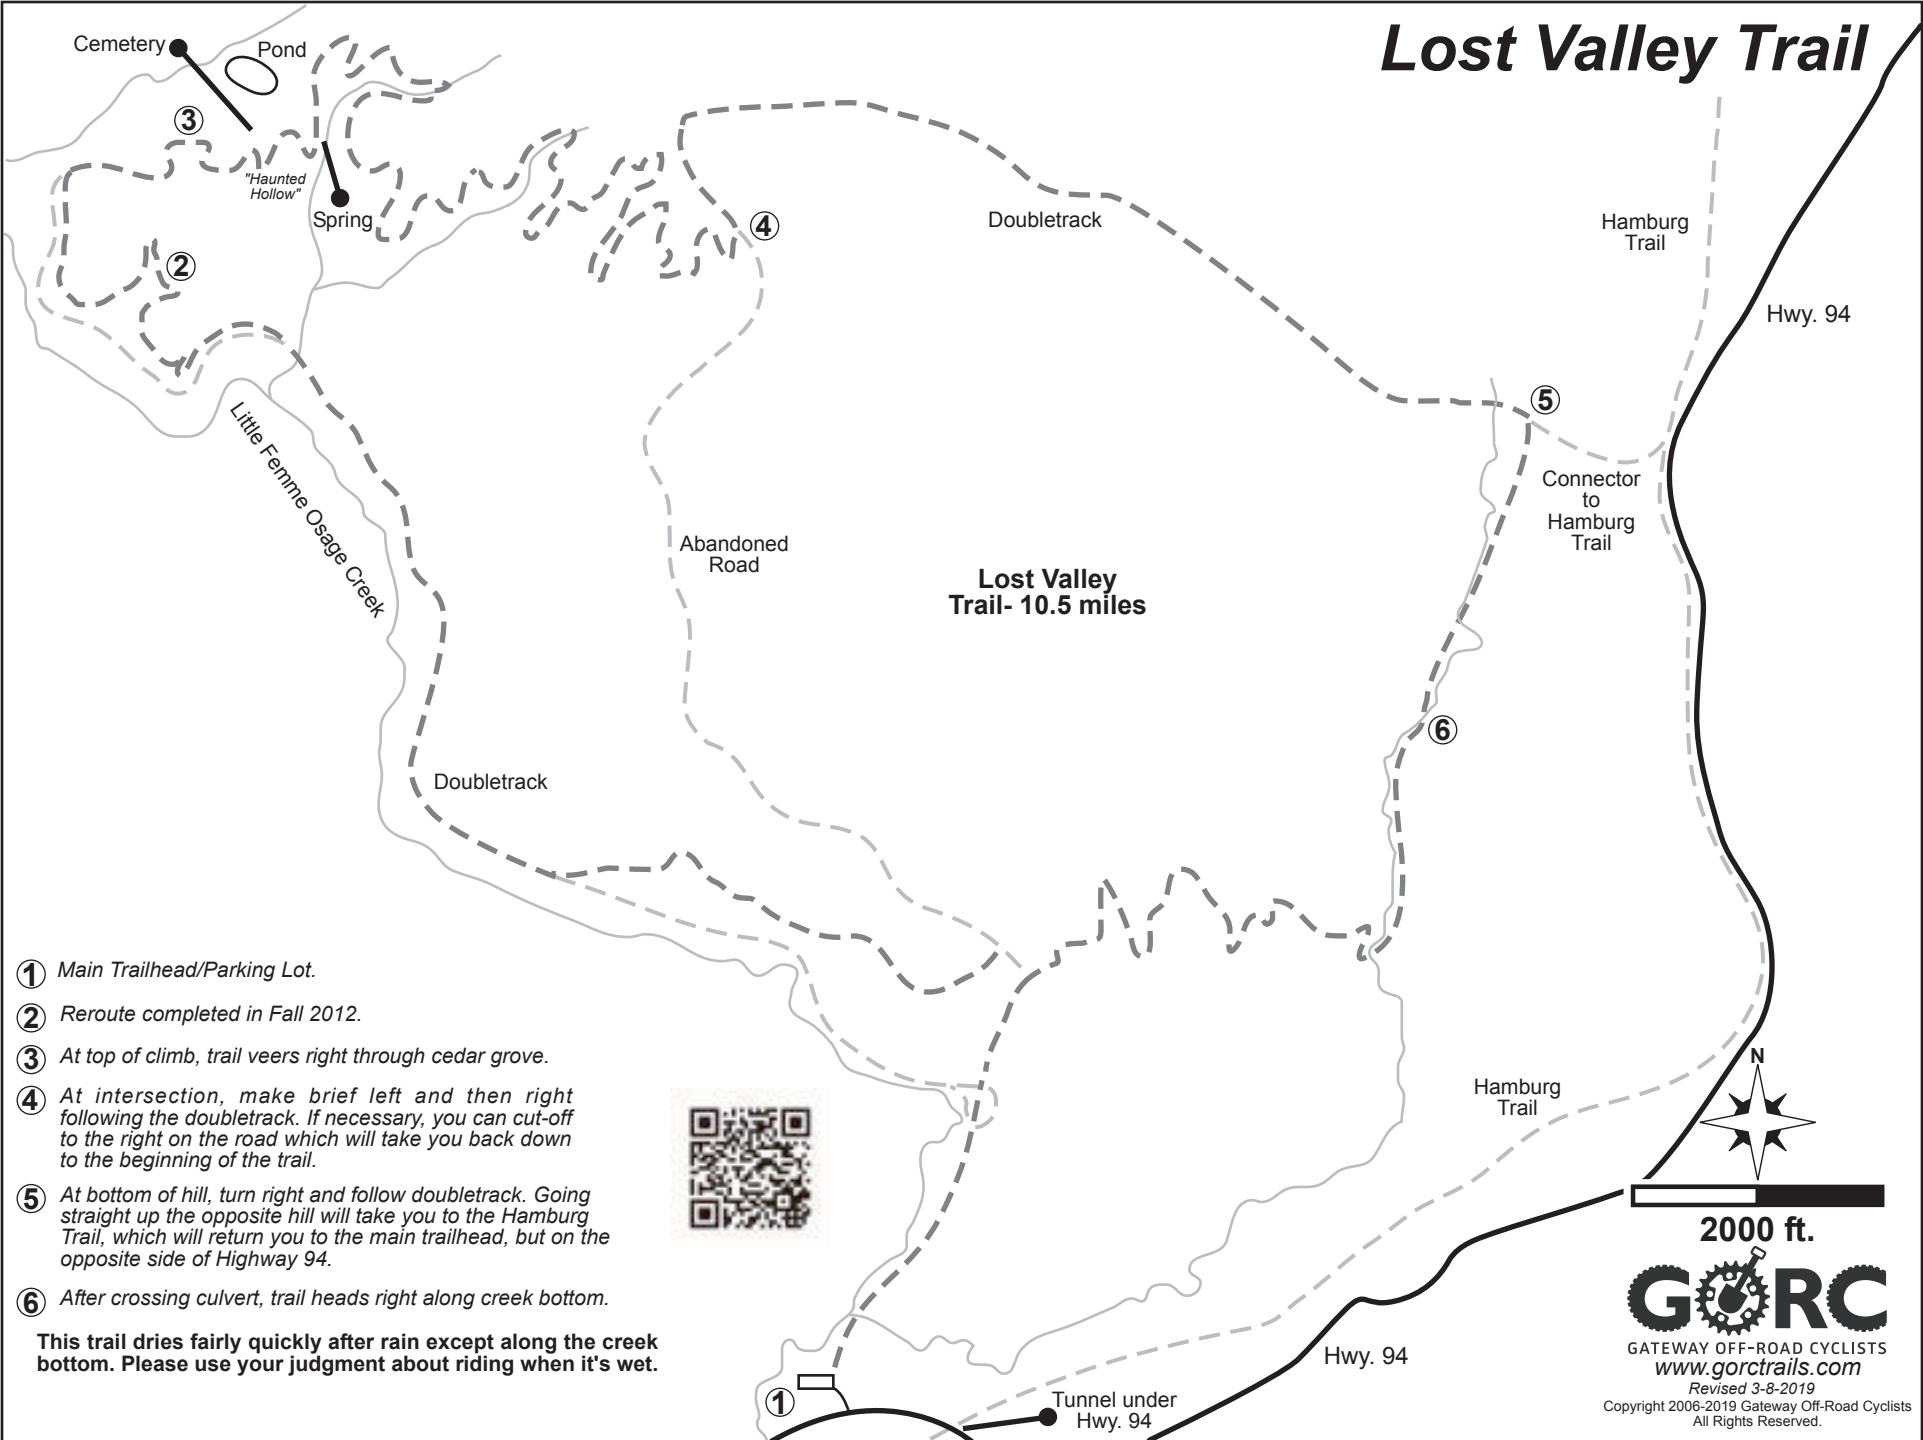 Lost Valley Trail
Cemetery
Pond
3
"Haunted
Hollow"
Spring
2
4
Doubletrack
Hamburg
Trail
Hwy. 94
5
Connector
to
Hamburg
Trail
Little Femme Osage Creek
Abandoned
Road
Lost Valley
Trail- 10.5 miles
6
Doubletrack
1 Main Trailhead/Parking Lot.
2 Reroute completed in Fall 2012.
3 At top of climb, trail veers right through cedar grove.
4 At intersection, make brief left and then right
following the doubletrack. If necessary, you can cut-off
to the right on the road which will take you back down
to the beginning of the trail.
5 At bottom of hill, turn right and follow doubletrack. Going
straight up the opposite hill will take you to the Hamburg
Trail, which will return you to the main trailhead, but on the
opposite side of Highway 94.
6 After crossing culvert, trail heads right along creek bottom.
This trail dries fairly quickly after rain except along the creek
bottom. Please use your judgment about riding when it's wet.
Hamburg
Trail
N
2000 ft.
GORC
GATEWAY OFF-ROAD CYCLISTS
www.gorctrails.com
Revised 3-8-2019
Copyright 2006-2019 Gateway Off-Road Cyclists
All Rights Reserved.
Hwy. 94
1
Tunnel under
Hwy. 94